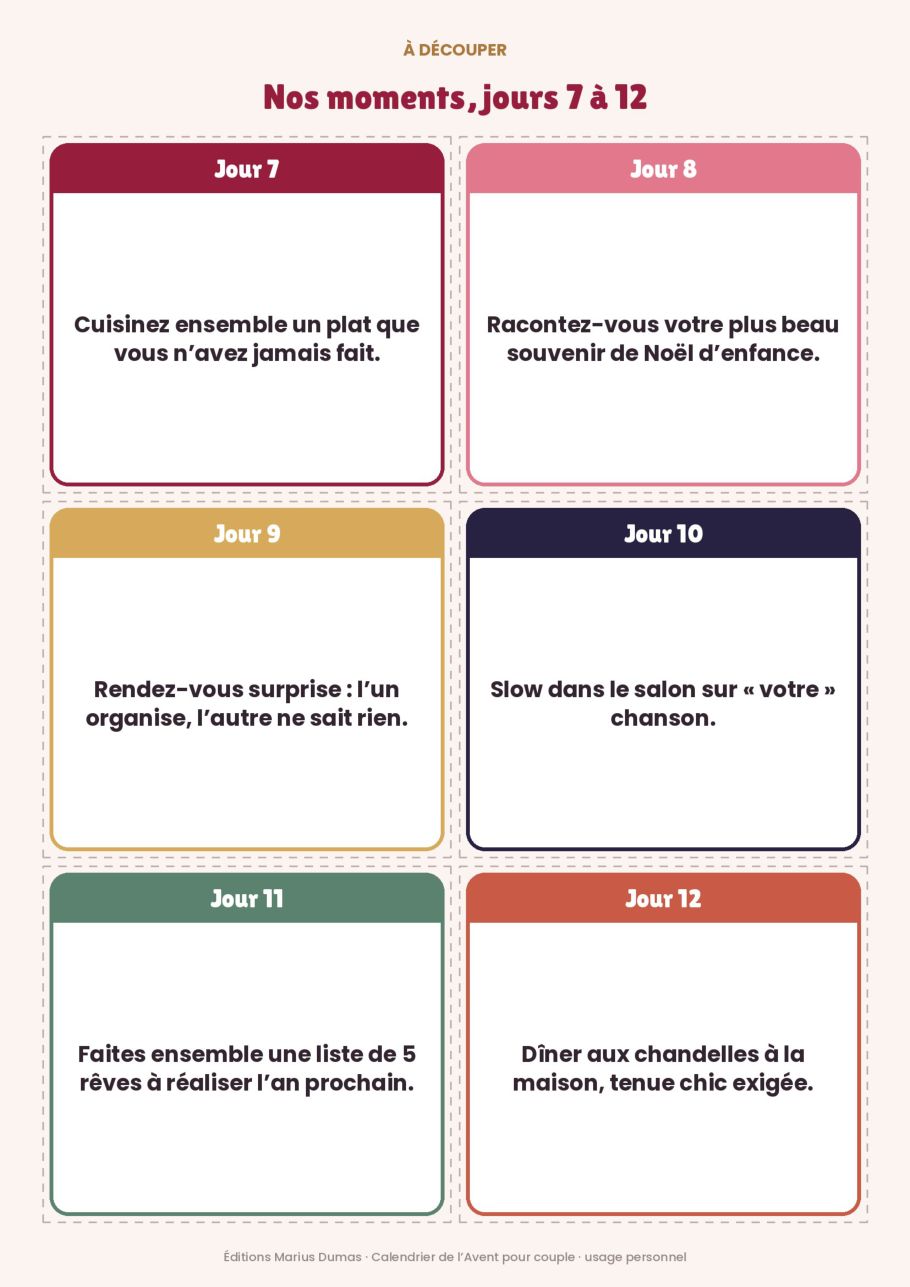 À DÉCOUPER
Nos moments, jours 7 à 12
Jour 7
Cuisinez ensemble un plat que
vous n’avez jamais fait.
Jour 8
Racontez-vous votre plus beau
souvenir de Noël d’enfance.
Jour 9
Rendez-vous surprise : l’un
organise, l’autre ne sait rien.
Jour 10
Slow dans le salon sur « votre »
chanson.
Jour 11
Faites ensemble une liste de 5
rêves à réaliser l’an prochain.
Jour 12
Dîner aux chandelles à la
maison, tenue chic exigée.
Éditions Marius Dumas · Calendrier de l’Avent pour couple · usage personnel